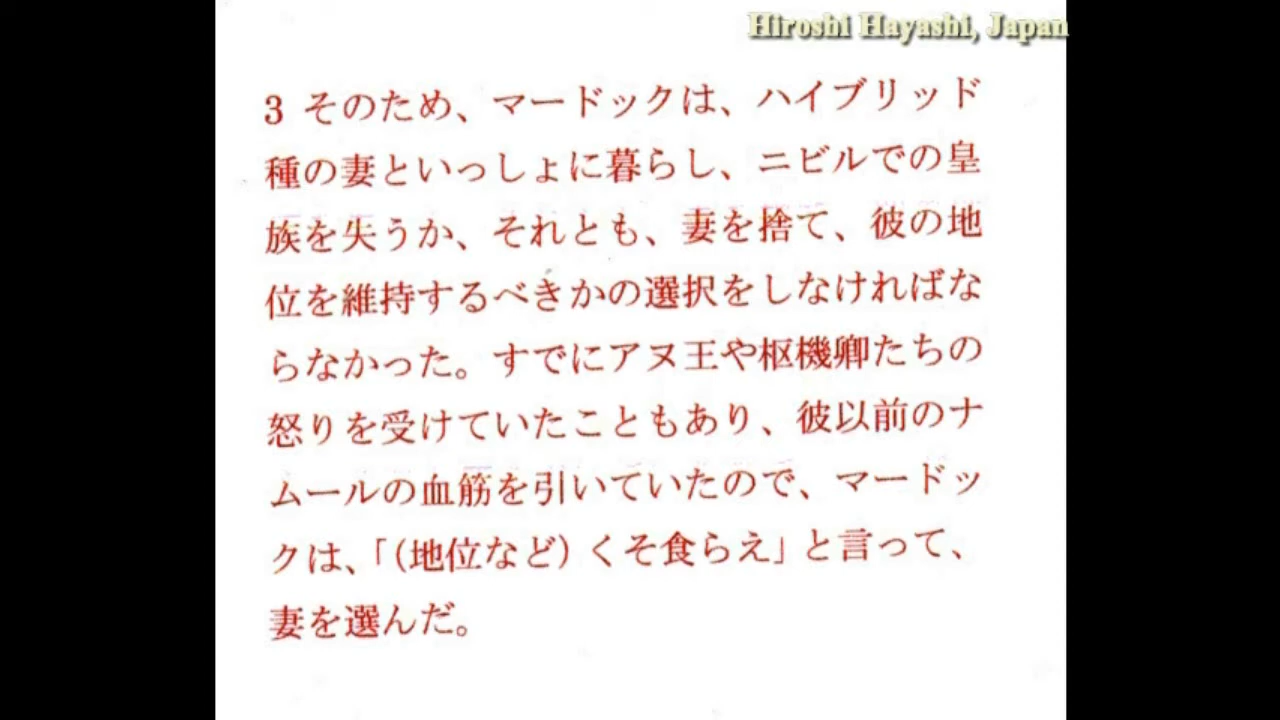 Hiroshi Hayashi, Japan
3 そのため、マードックは、ハイブリッド
種の妻といっしょに暮らし、ニビルでの皇
族を失うか、それとも、妻を捨て、彼の地
位を維持するべきかの選択をしなければな
らなかった。すでにアヌ王や枢機卿たちの
怒りを受けていたこともあり、彼以前のナ
ムールの血筋を引いていたので、マードッ
クは、「（地位など）くそ食らえ」と言って、
妻を選んだ。